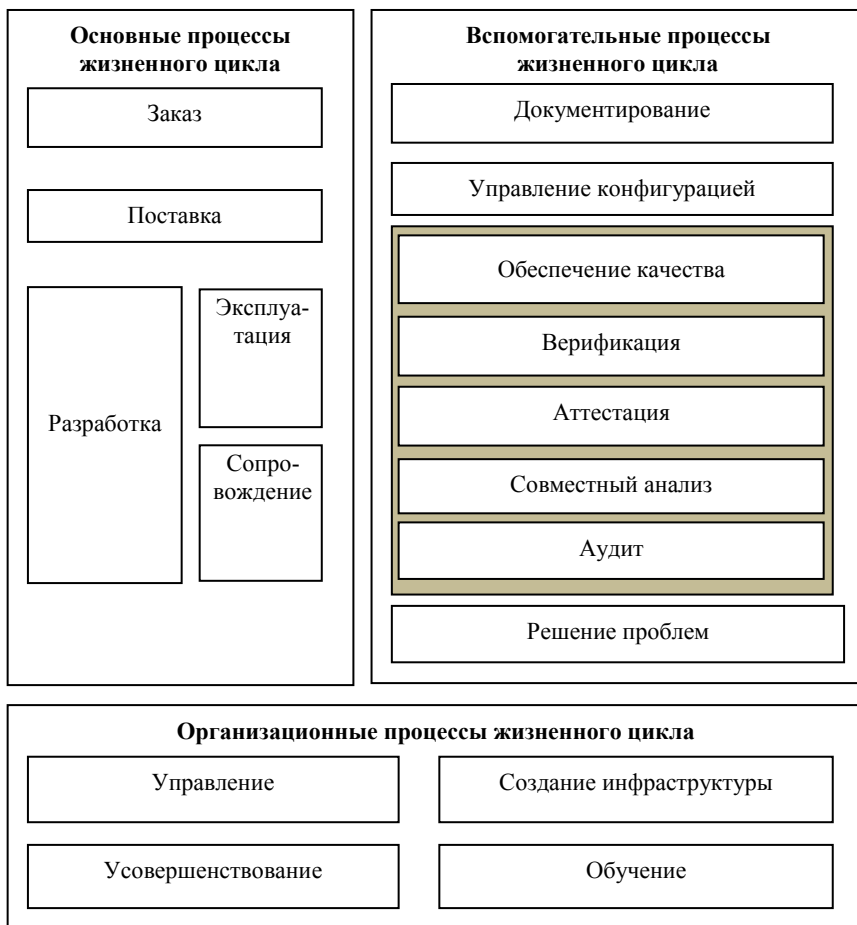 Основные процессы
жизненного цикла
Заказ
Поставка
Разработка
Эксплуа-
тация
Сопро-
вождение
Вспомогательные процессы
жизненного цикла
Документирование
Управление конфигурацией
Обеспечение качества
Верификация
Аттестация
Совместный анализ
Аудит
Решение проблем
Организационные процессы жизненного цикла
Управление
Создание инфраструктуры
Усовершенствование
Обучение